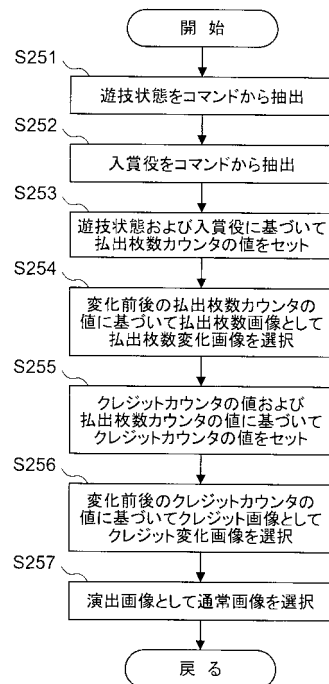 開 始
S251
遊技状態をコマンドから抽出
S252
入賞役をコマンドから抽出
S253
遊技状態および入賞役に基づいて
払出枚数カウンタの値をセット
S254
変化前後の払出枚数カウンタの
値に基づいて払出枚数画像として
払出枚数変化画像を選択
S255
クレジットカウンタの値および
払出枚数カウンタの値に基づいて
クレジットカウンタの値をセット
S256
変化前後のクレジットカウンタの
値に基づいてクレジット画像として
クレジット変化画像を選択
S257
演出画像として通常画像を選択
戻 る